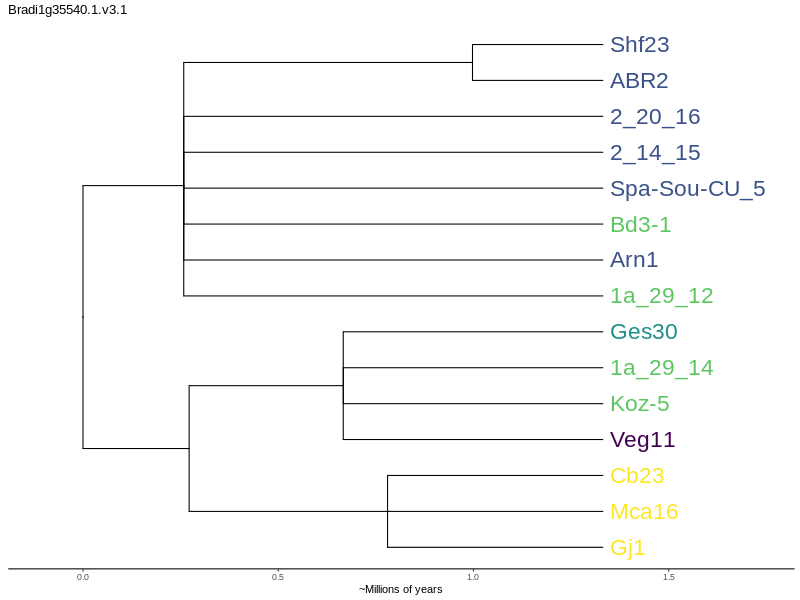 Bradi1g35540.1.v3.1
Shf23
ABR2
2_20_16
2_14_15
Spa-Sou-CU_5
Bd3-1
Arn1
1a_29_12
Ges30
1a_29_14
Koz-5
Veg11
Cb23
Mca16
Gj1
0.0 0.5 1.0 1.5
~Millions of years